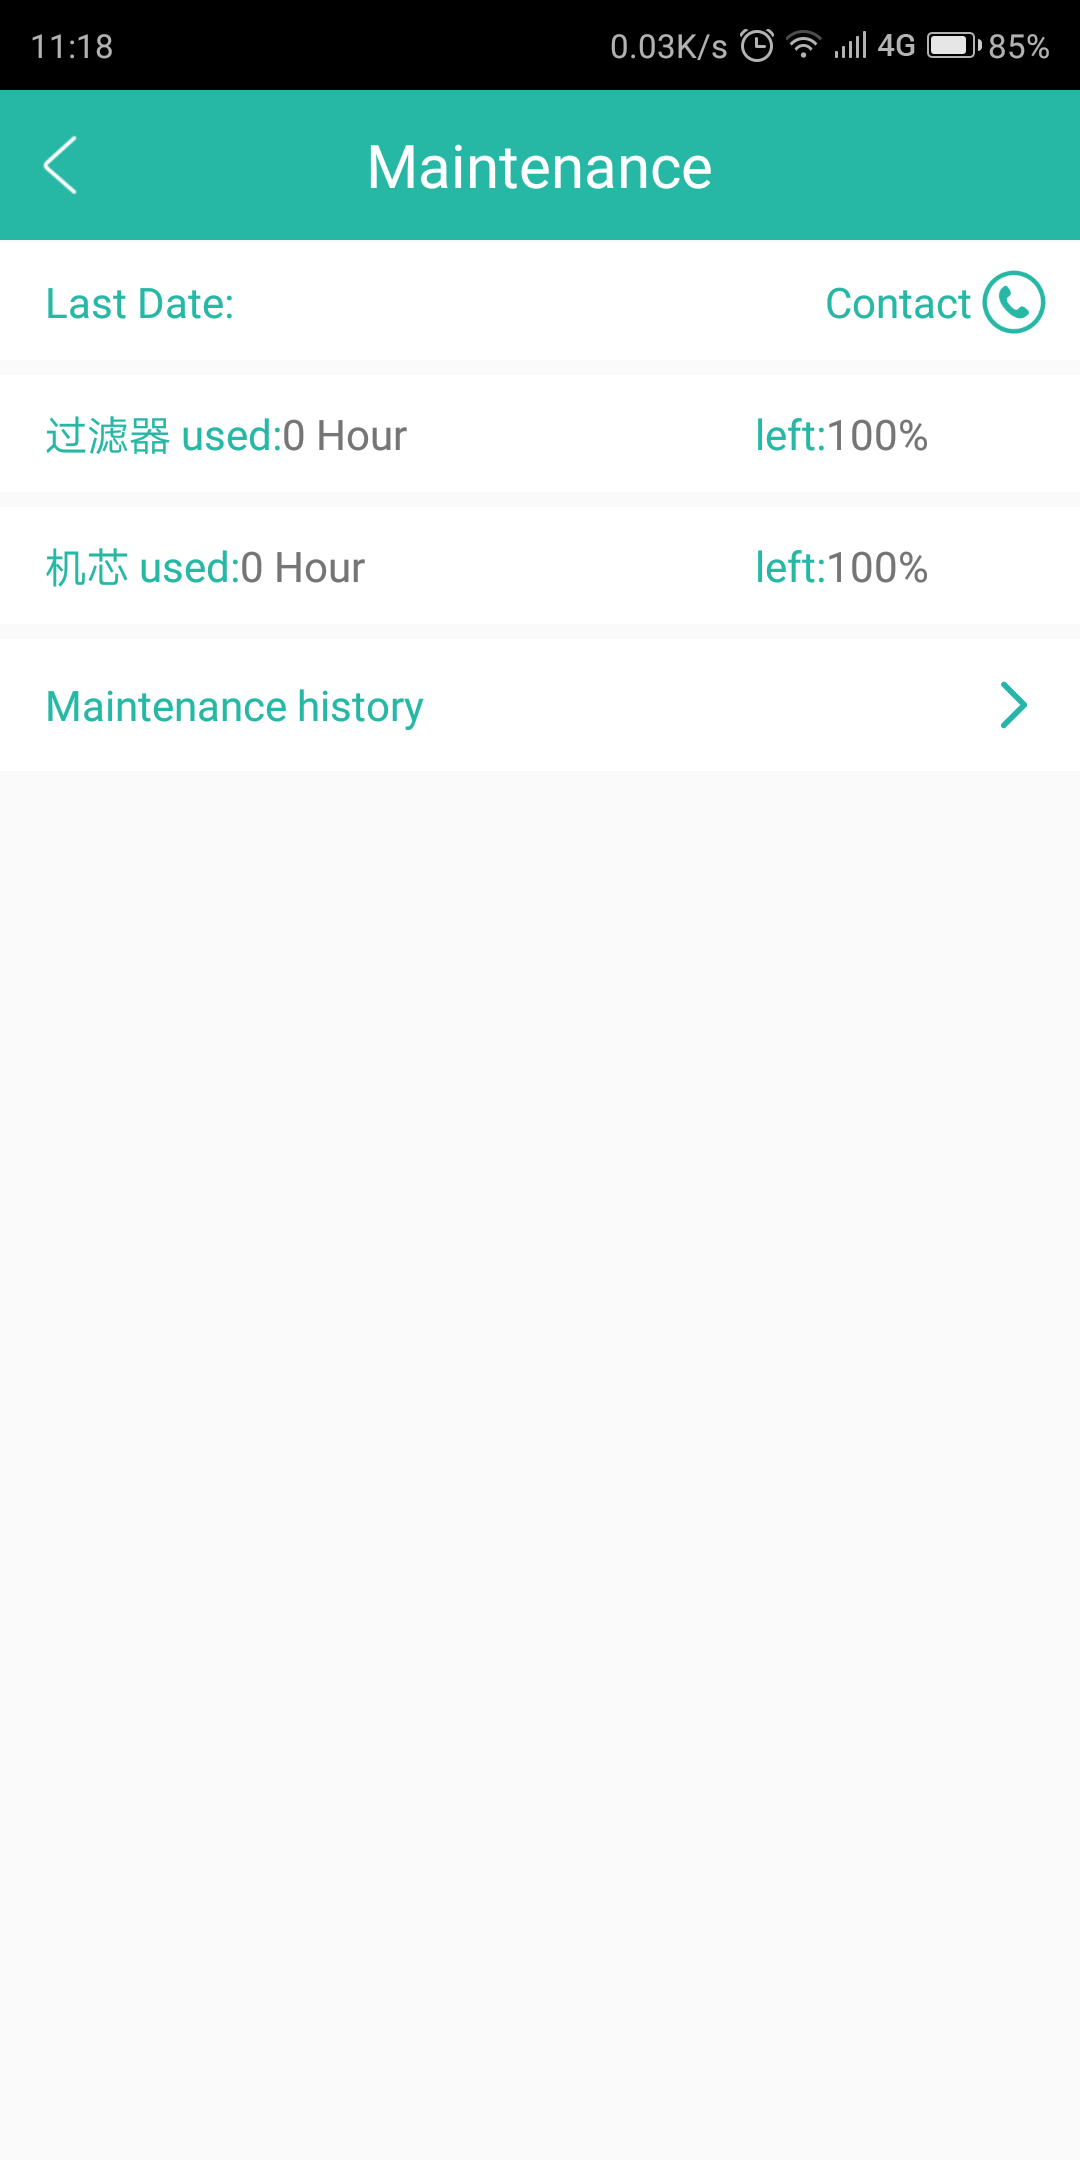 11:18 0.03K/s 4G 85%
Maintenance
Last Date: Contact
过滤器 used:0 Hour left:100%
机芯 used:0 Hour left:100%
Maintenance history